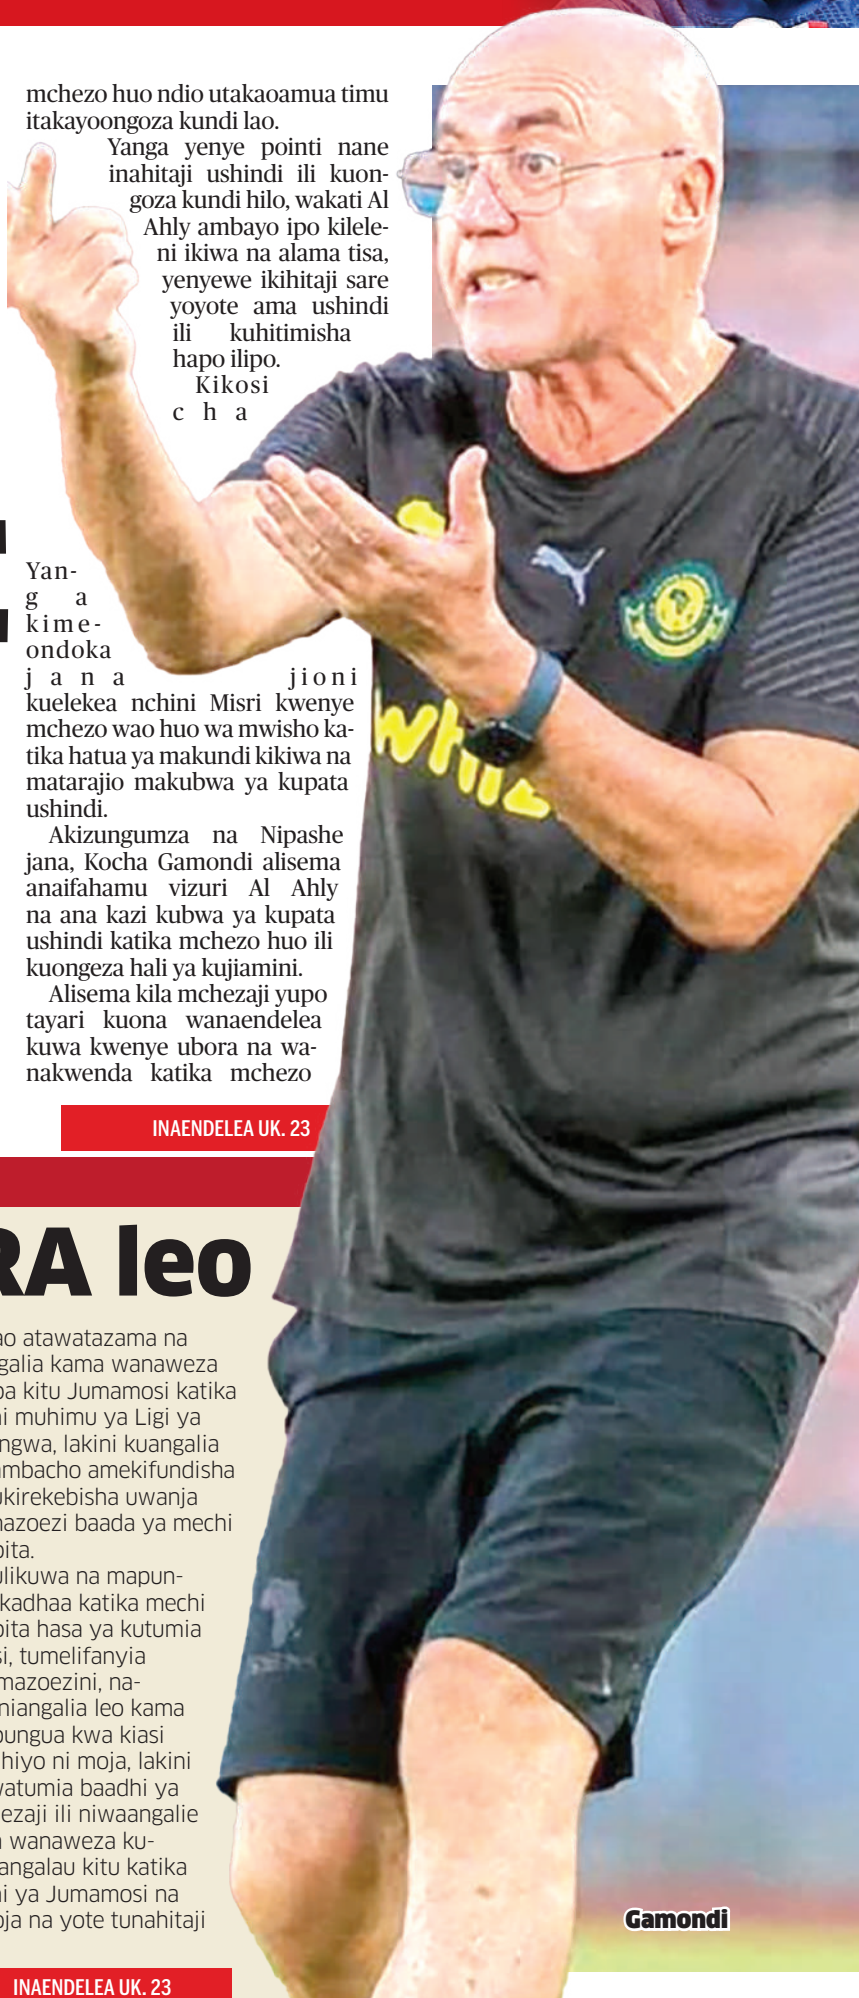 mchezo huo ndio utakaoamua timu
itakayoongoza kundi lao.
Yanga yenye pointi nane
inahitaji ushindi ili kuon-
goza kundi hilo, wakati Al
Ahly ambayo ipo kilele-
ni ikiwa na alama tisa,
yenyewe ikihitaji sare
yoyote ama ushindi
ili kuhitimisha
hapo ilipo.
Kikosi
cha
Yan-
ga
kime-
ondoka
jana jioni
kuelekea nchini Misri kwenye
mchezo wao huo wa mwisho ka-
tika hatua ya makundi kikiwa na
matarajio makubwa ya kupata
ushindi.
Akizungumza na Nipashe
jana, Kocha Gamondi alisema
anaifahamu vizuri Al Ahly
na ana kazi kubwa ya kupata
ushindi katika mchezo huo ili
kuongeza hali ya kujiamini.
Alisema kila mchezaji yupo
tayari kuona wanaendelea
kuwa kwenye ubora na wa-
nakwenda katika mchezo
INAENDELEA UK. 23
RA leo
ao atawatazama na
galia kama wanaweza
pa kitu Jumamosi katika
ni muhimu ya Ligi ya
ngwa, lakini kuangalia
ambacho amekifundisha
ukirekebisha uwanja
nazoezi baada ya mechi
pita.
ulikuwa na mapun-
kadhaa katika mechi
pita hasa ya kutumia
si, tumelifanyia
mazoezini, na-
niangalia leo kama
pungua kwa kiasi
hiyo ni moja, lakini
watumia baadhi ya
ezaji ili niwaangalie
a wanaweza ku-
angalau kitu katika
ni ya Jumamosi na
oja na yote tunahitaji
INAENDELEA UK. 23
whiz
Gamondi